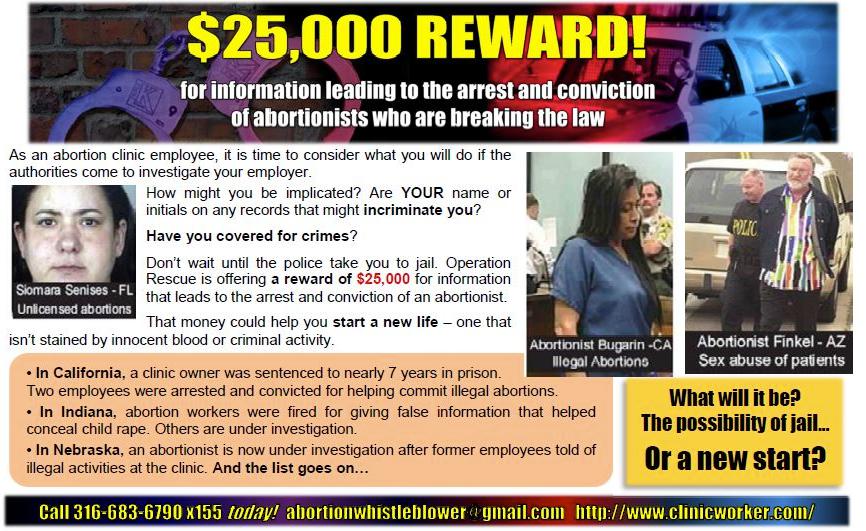 $25,000 REWARD!
for information leading to the arrest and conviction
of abortionists who are breaking the law
As an abortion clinic employee, it is time to consider what you will do if the
authorities come to investigate your employer.
How might you be implicated? Are YOUR name or
initials on any records that might incriminate you?
Have you covered for crimes?
Don't wait until the police take you to jail. Operation
Rescue is offering a reward of $25,000 for information
that leads to the arrest and conviction of an abortionist.
That money could help you start a new life – one that
isn't stained by innocent blood or criminal activity.
Siomara Senises - FL
Unlicensed abortions
POLIC
Abortionist Bugarin -CA
Illegal Abortions
Abortionist Finkel - AZ
Sex abuse of patients
• In California, a clinic owner was sentenced to nearly 7 years in prison.
Two employees were arrested and convicted for helping commit illegal abortions.
• In Indiana, abortion workers were fired for giving false information that helped
conceal child rape. Others are under investigation.
• In Nebraska, an abortionist is now under investigation after former employees told of
illegal activities at the clinic. And the list goes on…
What will it be?
The possibility of jail...
Or a new start?
Call 316-683-6790 x155 today! abortionwhistleblower@gmail.com http://www.clinicworker.com/